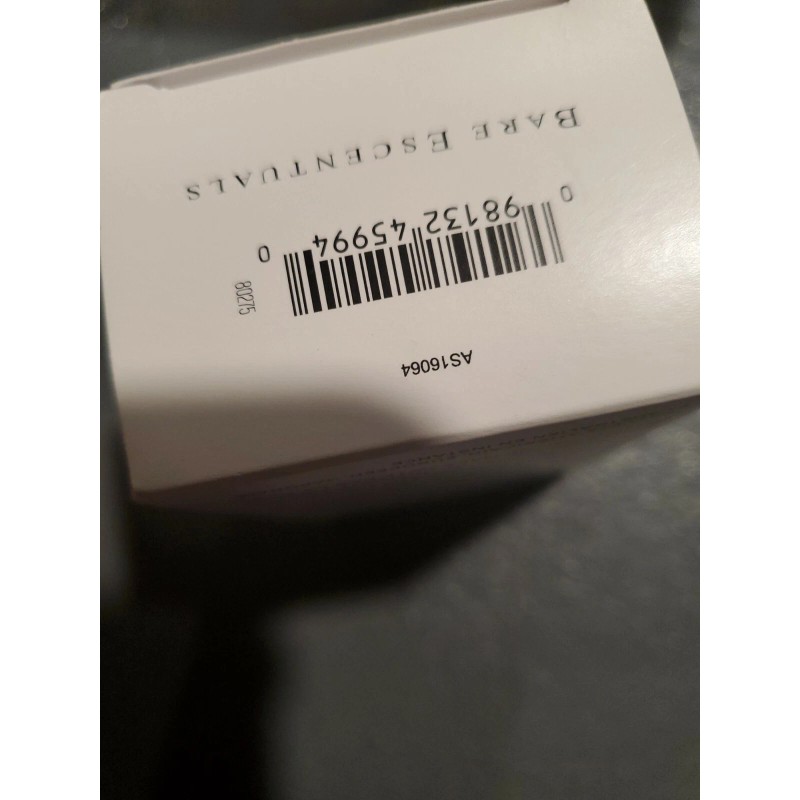 AS16064
80275
0 98132 45994 0
BARE ESCENTUALS